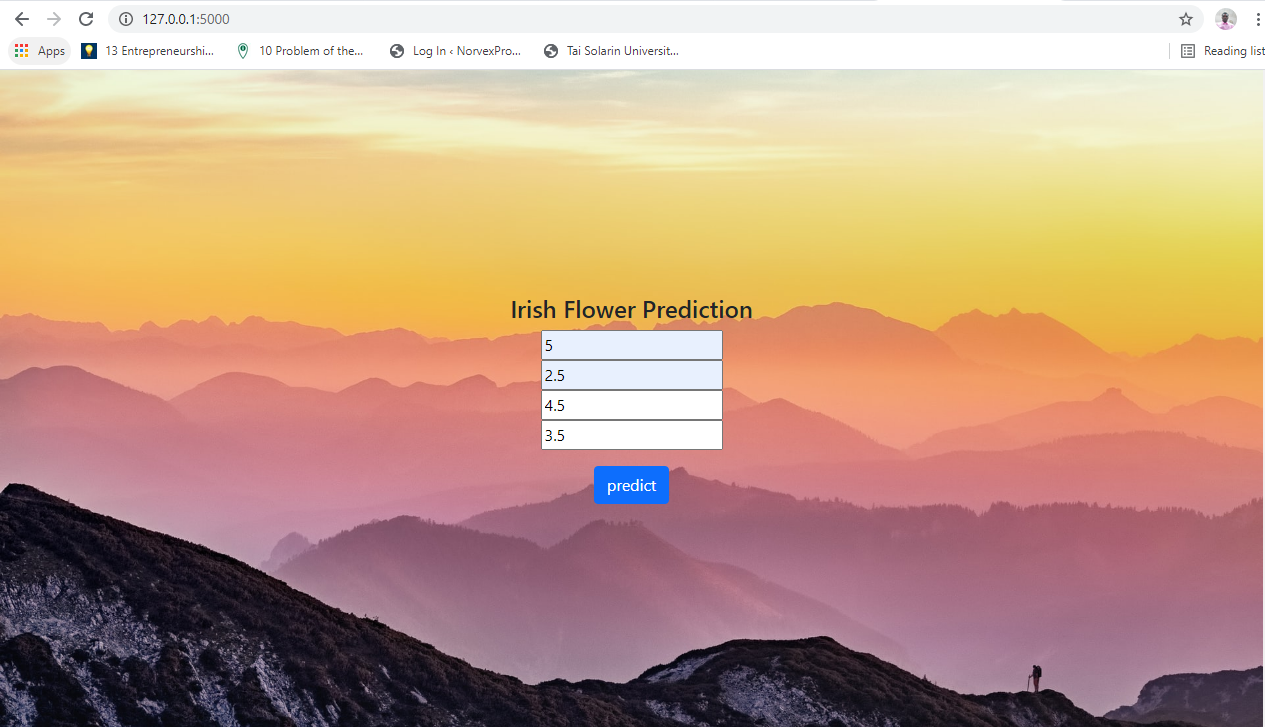 127.0.0.1:5000
Apps 13 Entrepreneurshi... 10 Problem of the... Log In ‹ NorvexPro... Tai Solarin Universit... Reading list
Irish Flower Prediction
5
2.5
4.5
3.5
predict